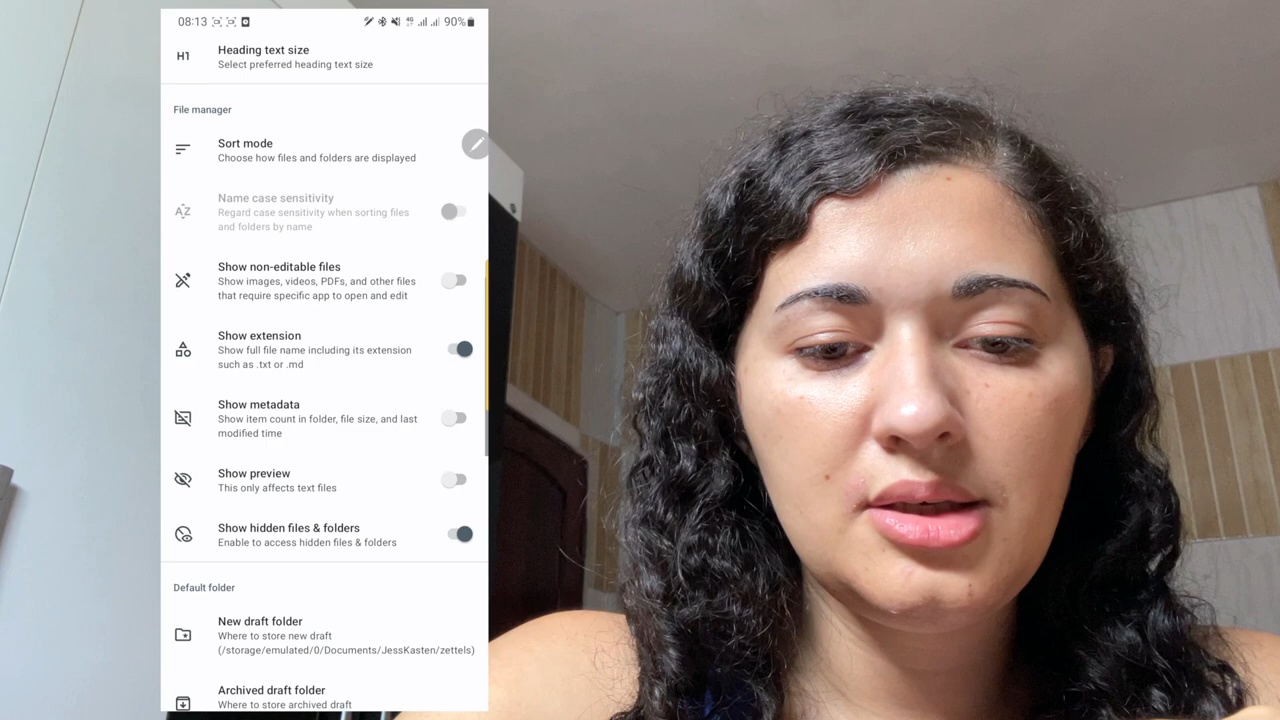 08:13
4G
90%
H1
Heading text size
Select preferred heading text size
File manager
Sort mode
Choose how files and folders are displayed
AZ
Name case sensitivity
Regard case sensitivity when sorting files
and folders by name
Show non-editable files
Show images, videos, PDFs, and other files
that require specific app to open and edit
Show extension
Show full file name including its extension
such as .txt or .md
Show metadata
Show item count in folder, file size, and last
modified time
Show preview
This only affects text files
Show hidden files & folders
Enable to access hidden files & folders
Default folder
New draft folder
Where to store new draft
(/storage/emulated/0/Documents/JessKasten/zettels)
Archived draft folder
Where to store archived draft